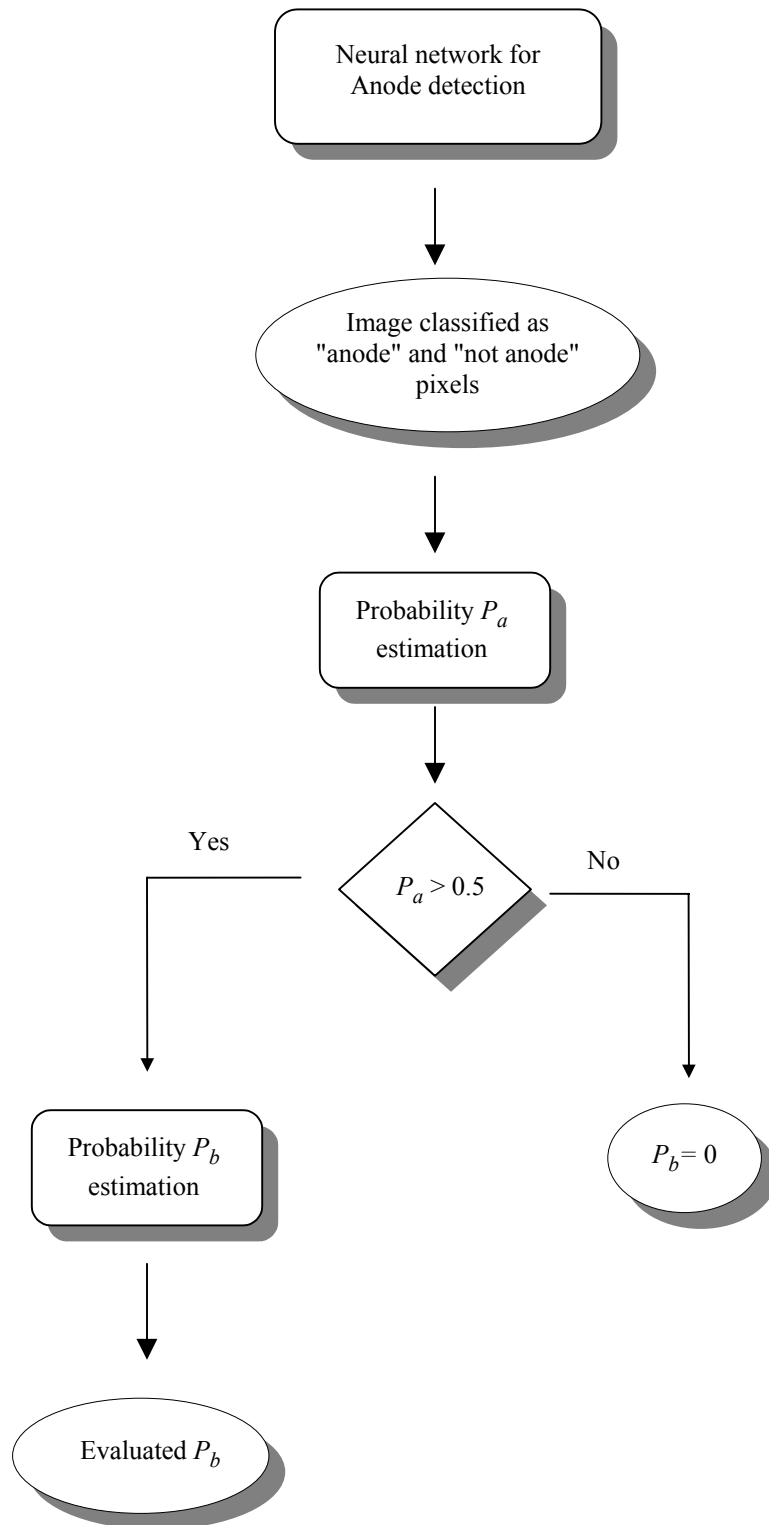 Neural network for
Anode detection
Image classified as
"anode" and "not anode"
pixels
Probability P_a
estimation
Yes
No
P_a > 0.5
Probability P_b
estimation
P_b = 0
Evaluated P_b